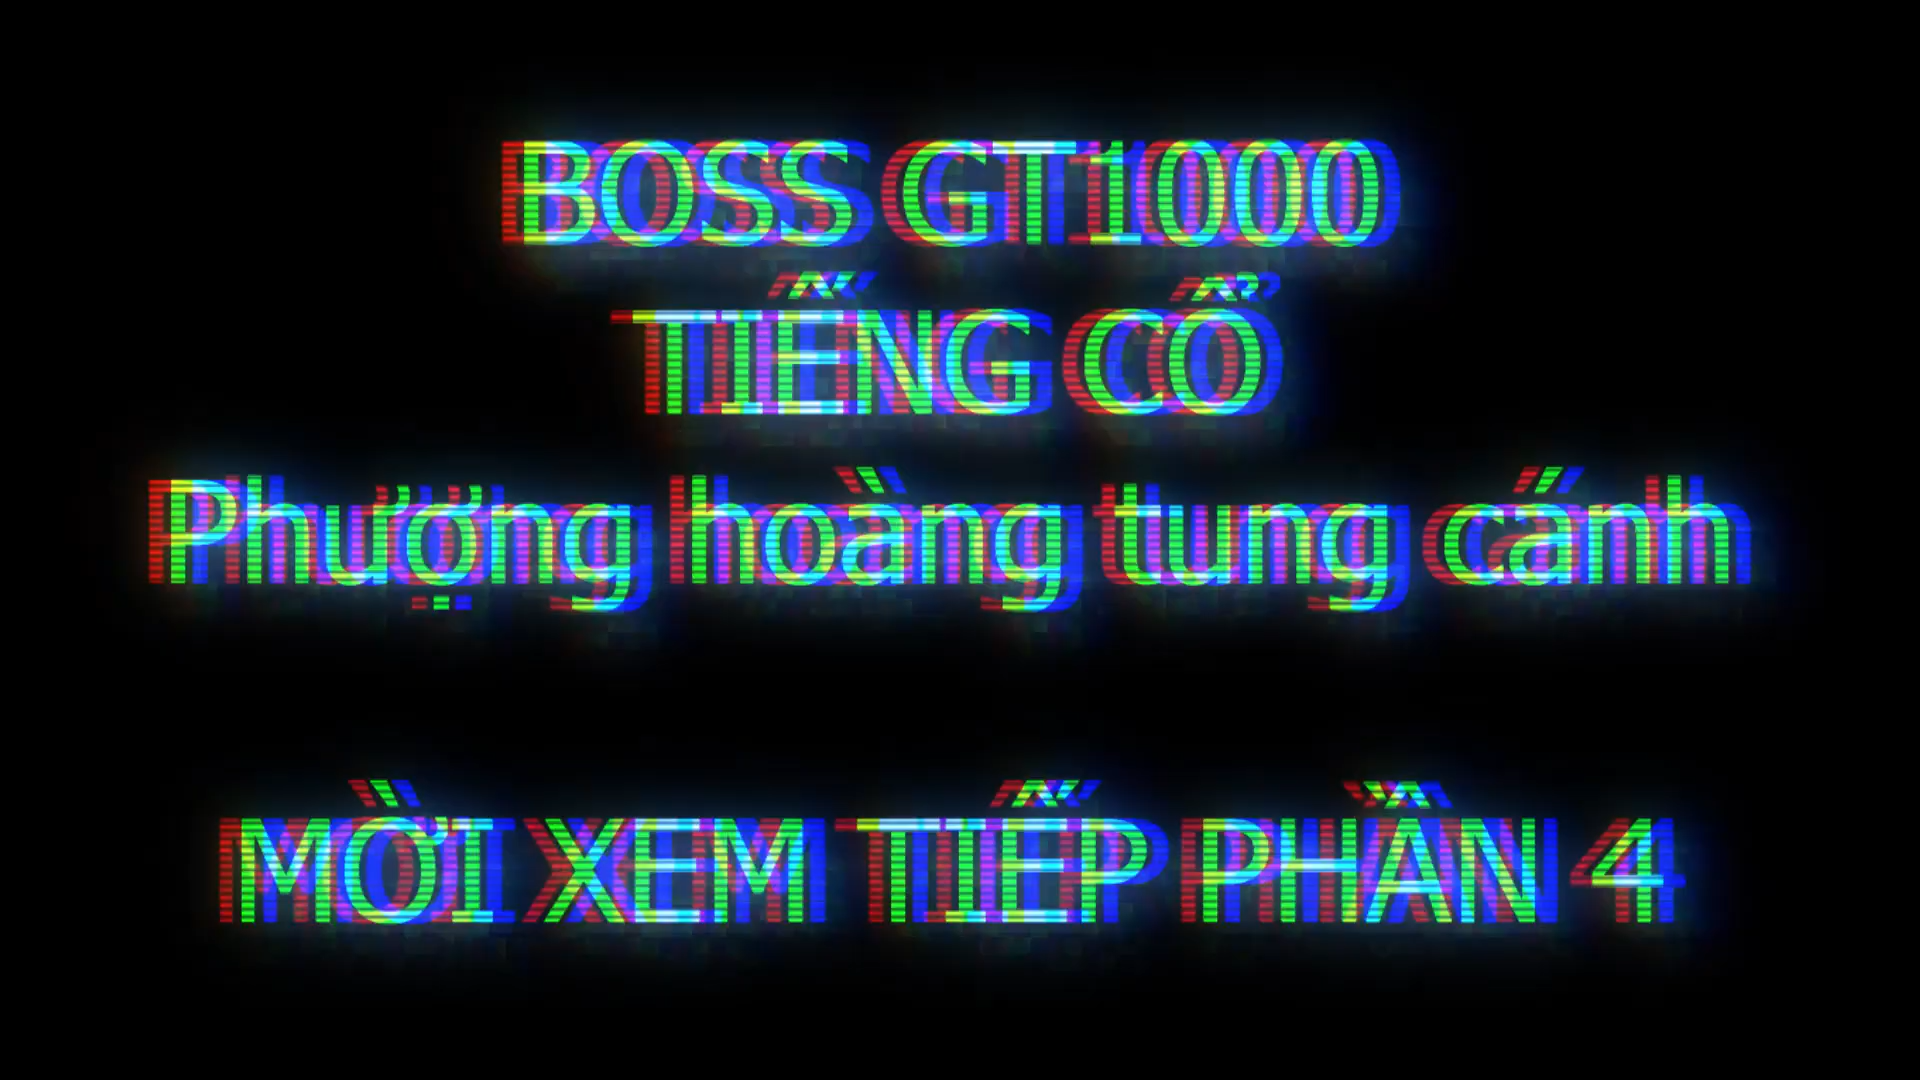 BOSS GT1000
TIẾNG CỔ
Phượng hoàng tung cánh
MỜI XEM TIẾP PHẦN 4